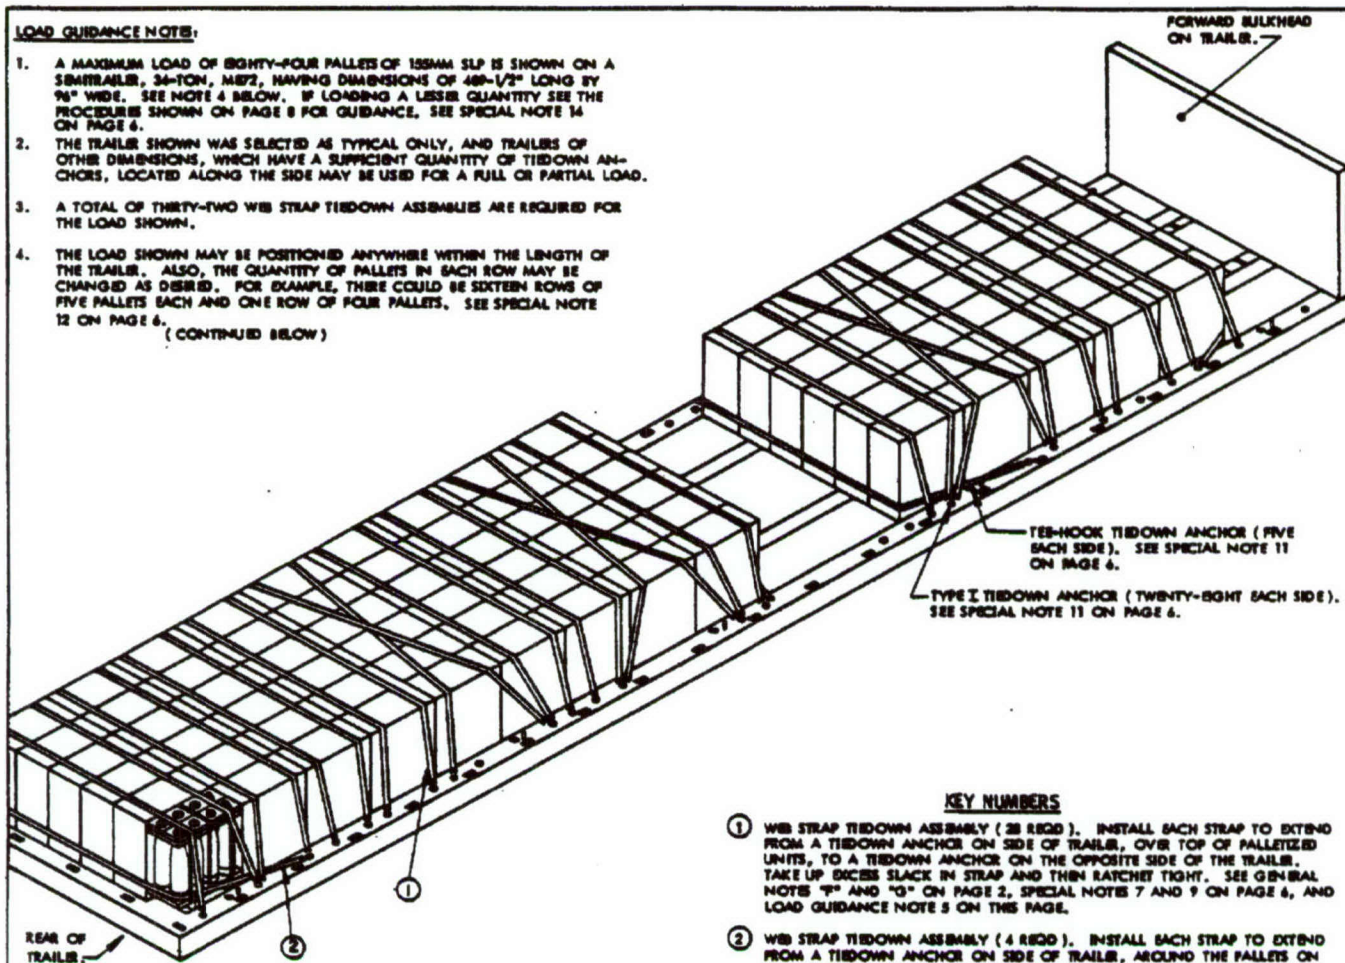 LOAD GUIDANCE NOTES:
1. A MAXIMUM LOAD OF EIGHTY-FOUR PALLETS OF 155MM SLP IS SHOWN ON A
SEMITRAILER, 34-TON, M872, HAVING DIMENSIONS OF 489-1/2" LONG BY
96" WIDE. SEE NOTE 4 BELOW. IF LOADING A LESSER QUANTITY SEE THE
PROCEDURES SHOWN ON PAGE 8 FOR GUIDANCE. SEE SPECIAL NOTE 14
ON PAGE 6.
2. THE TRAILER SHOWN WAS SELECTED AS TYPICAL ONLY, AND TRAILERS OF
OTHER DIMENSIONS, WHICH HAVE A SUFFICIENT QUANTITY OF TIEDOWN AN-
CHORS, LOCATED ALONG THE SIDE MAY BE USED FOR A FULL OR PARTIAL LOAD.
3. A TOTAL OF THIRTY-TWO WEB STRAP TIEDOWN ASSEMBLIES ARE REQUIRED FOR
THE LOAD SHOWN.
4. THE LOAD SHOWN MAY BE POSITIONED ANYWHERE WITHIN THE LENGTH OF
THE TRAILER. ALSO, THE QUANTITY OF PALLETS IN EACH ROW MAY BE
CHANGED AS DESIRED. FOR EXAMPLE, THERE COULD BE SIXTEEN ROWS OF
FIVE PALLETS EACH AND ONE ROW OF FOUR PALLETS. SEE SPECIAL NOTE
12 ON PAGE 6.
(CONTINUED BELOW)
FORWARD BULKHEAD
ON TRAILER.
TEE-HOOK TIEDOWN ANCHOR (FIVE
EACH SIDE). SEE SPECIAL NOTE 11
ON PAGE 6.
TYPE I TIEDOWN ANCHOR (TWENTY-EIGHT EACH SIDE).
SEE SPECIAL NOTE 11 ON PAGE 6.
1
2
REAR OF
TRAILER.
KEY NUMBERS
1 WEB STRAP TIEDOWN ASSEMBLY (28 REQD). INSTALL EACH STRAP TO EXTEND
FROM A TIEDOWN ANCHOR ON SIDE OF TRAILER, OVER TOP OF PALLETIZED
UNITS, TO A TIEDOWN ANCHOR ON THE OPPOSITE SIDE OF THE TRAILER.
TAKE UP EXCESS SLACK IN STRAP AND THEN RATCHET TIGHT. SEE GENERAL
NOTES "F" AND "G" ON PAGE 2, SPECIAL NOTES 7 AND 9 ON PAGE 6, AND
LOAD GUIDANCE NOTE 5 ON THIS PAGE.
2 WEB STRAP TIEDOWN ASSEMBLY (4 REQD). INSTALL EACH STRAP TO EXTEND
FROM A TIEDOWN ANCHOR ON SIDE OF TRAILER, AROUND THE PALLETS ON